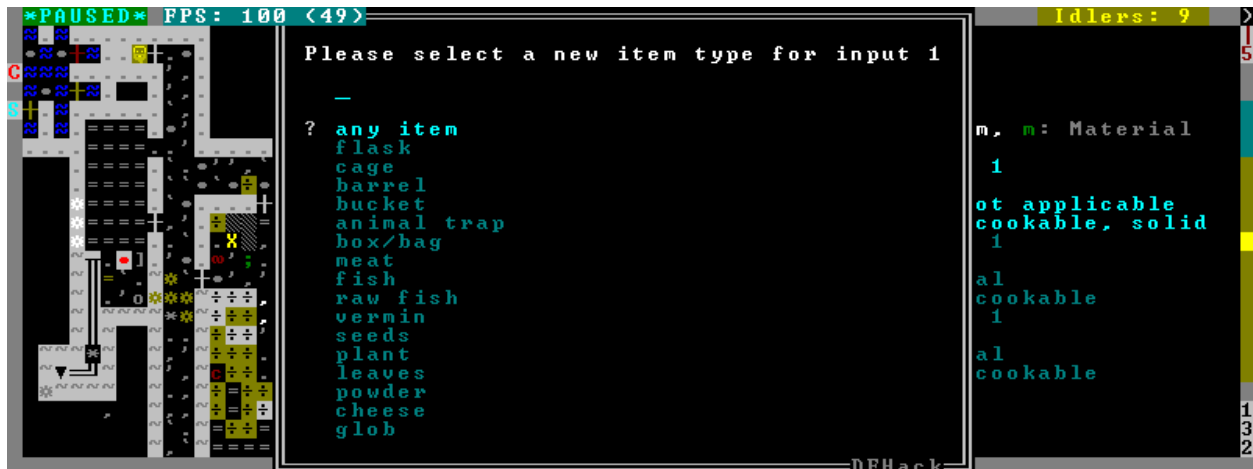 *PAUSED* FPS: 100 (49) Idlers: 9
Please select a new item type for input 1
? any item
flask
cage
barrel
bucket
animal trap
box/bag
meat
fish
raw fish
vermin
seeds
plant
leaves
powder
cheese
glob
m, m: Material
1
ot applicable
cookable, solid
1
al
cookable
1
al
cookable
DFHack